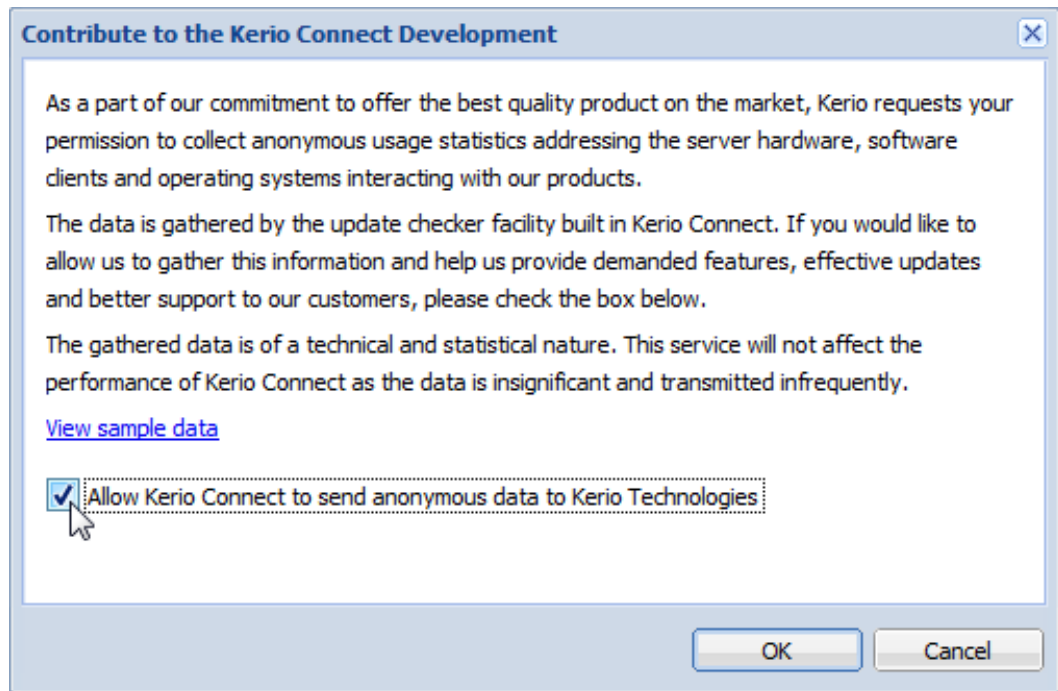 Contribute to the Kerio Connect Development
As a part of our commitment to offer the best quality product on the market, Kerio requests your
permission to collect anonymous usage statistics addressing the server hardware, software
clients and operating systems interacting with our products.
The data is gathered by the update checker facility built in Kerio Connect. If you would like to
allow us to gather this information and help us provide demanded features, effective updates
and better support to our customers, please check the box below.
The gathered data is of a technical and statistical nature. This service will not affect the
performance of Kerio Connect as the data is insignificant and transmitted infrequently.
View sample data
Allow Kerio Connect to send anonymous data to Kerio Technologies
OK
Cancel